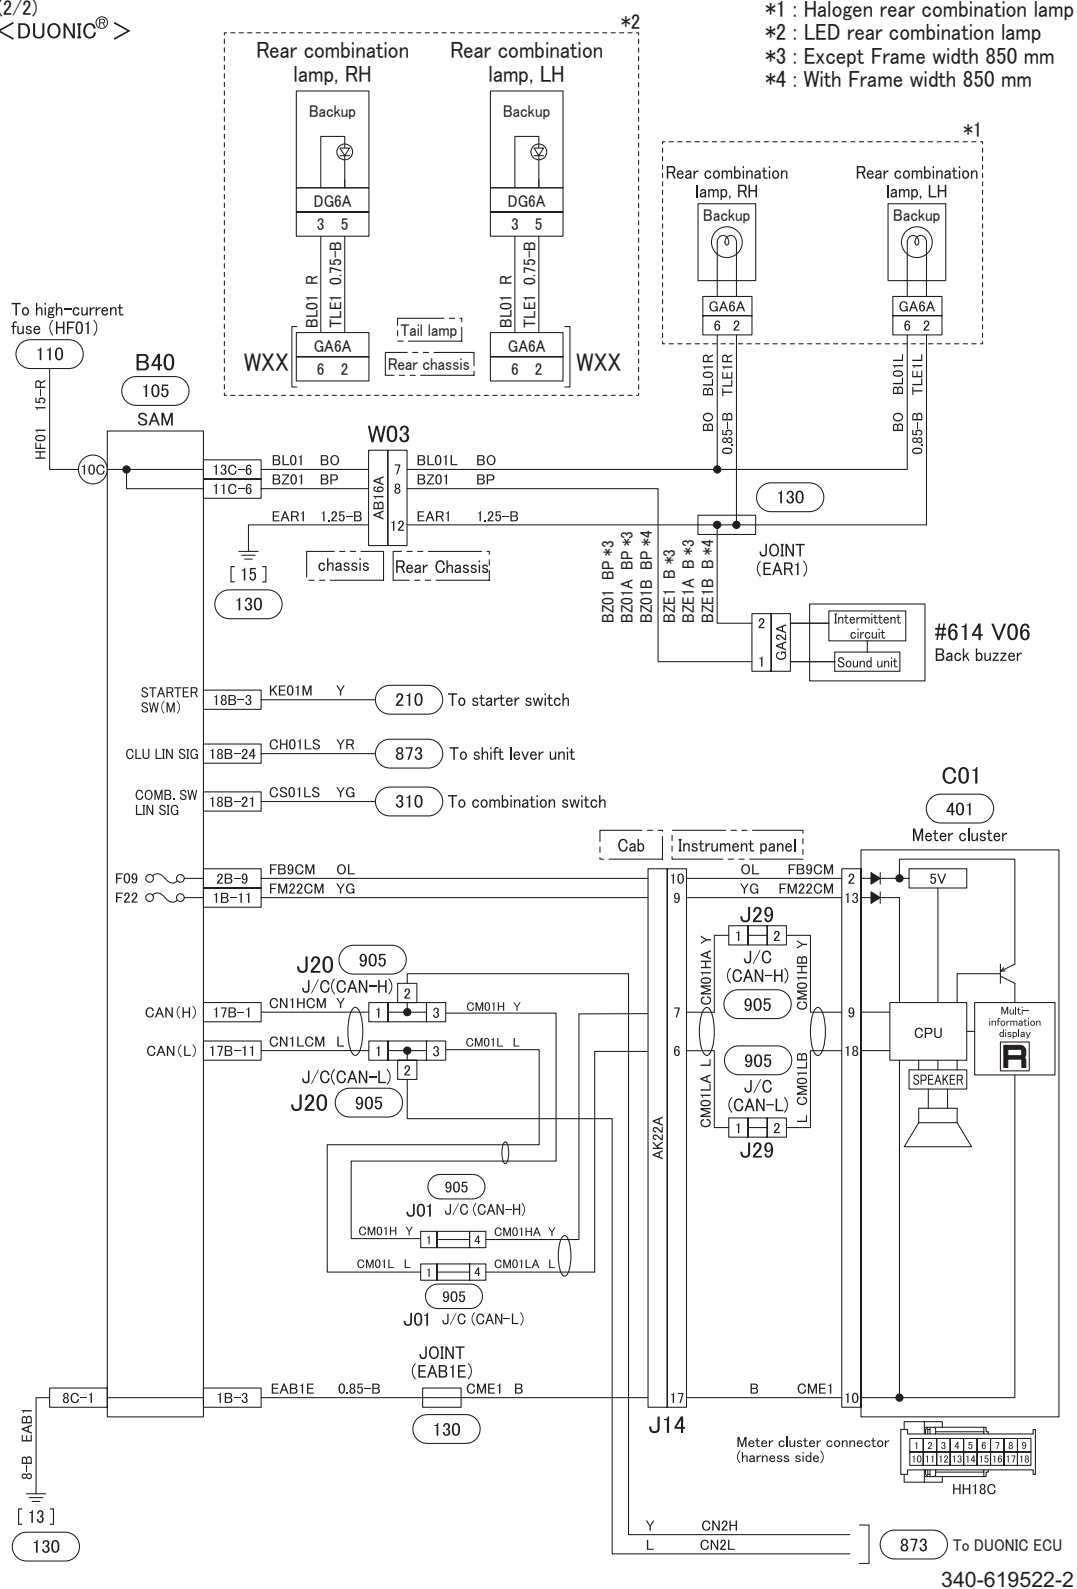 (2/2)
<DUONIC®>
*1 : Halogen rear combination lamp
*2 : LED rear combination lamp
*3 : Except Frame width 850 mm
*4 : With Frame width 850 mm
*2
Rear combination lamp, RH
Rear combination lamp, LH
Backup
Backup
DG6A
3 5
DG6A
3 5
BL01 R
TLE1 0.75-B
BL01 R
TLE1 0.75-B
Tail lamp
Rear chassis
WXX
GA6A
6 2
GA6A
6 2
WXX
*1
Rear combination lamp, RH
Rear combination lamp, LH
Backup
Backup
GA6A
6 2
GA6A
6 2
BO BL01R
0.85-B TLE1R
BO BL01L
0.85-B TLE1L
To high-current fuse (HF01)
110
HF01 15-R
B40
105
SAM
10C
13C-6
BL01 BO
11C-6
BZ01 BP
EAR1 1.25-B
[15]
130
W03
AB16A
7
8
12
BL01L BO
BZ01 BP
EAR1 1.25-B
chassis
Rear Chassis
130
JOINT
(EAR1)
BZ01 BP *3
BZ01A BP *3
BZ01B BP *4
BZE1 B *3
BZE1A B *3
BZE1B B *4
2
1
GA2A
Intermittent circuit
Sound unit
#614 V06
Back buzzer
STARTER SW(M)
18B-3
KE01M Y
210
To starter switch
CLU LIN SIG
18B-24
CH01LS YR
873
To shift lever unit
COMB. SW LIN SIG
18B-21
CS01LS YG
310
To combination switch
C01
401
Meter cluster
Cab
Instrument panel
F09
2B-9
FB9CM OL
10
OL FB9CM
2
5V
F22
1B-11
FM22CM YG
9
YG FM22CM
13
J20
905
J/C(CAN-H)
2
1
3
CAN(H)
17B-1
CN1HCM Y
CM01H Y
CAN(L)
17B-11
CN1LCM L
1
3
CM01L L
2
J/C(CAN-L)
J20
905
J29
1 2
J/C
(CAN-H)
905
CM01HA Y
CM01HB Y
7
6
905
J/C
(CAN-L)
1 2
J29
CM01LA L
L CM01LB
9
18
CPU
Multi-information display
R
SPEAKER
AK22A
905
J01 J/C (CAN-H)
CM01H Y
1 4
CM01HA Y
CM01L L
1 4
CM01LA L
905
J01 J/C (CAN-L)
JOINT
(EAB1E)
8C-1
1B-3
EAB1E 0.85-B
CME1 B
130
17
J14
B CME1
10
8-B EAB1
[13]
130
Meter cluster connector
(harness side)
1 2 3 4 5 6 7 8 9
10 11 12 13 14 15 16 17 18
HH18C
Y CN2H
L CN2L
873
To DUONIC ECU
340-619522-2